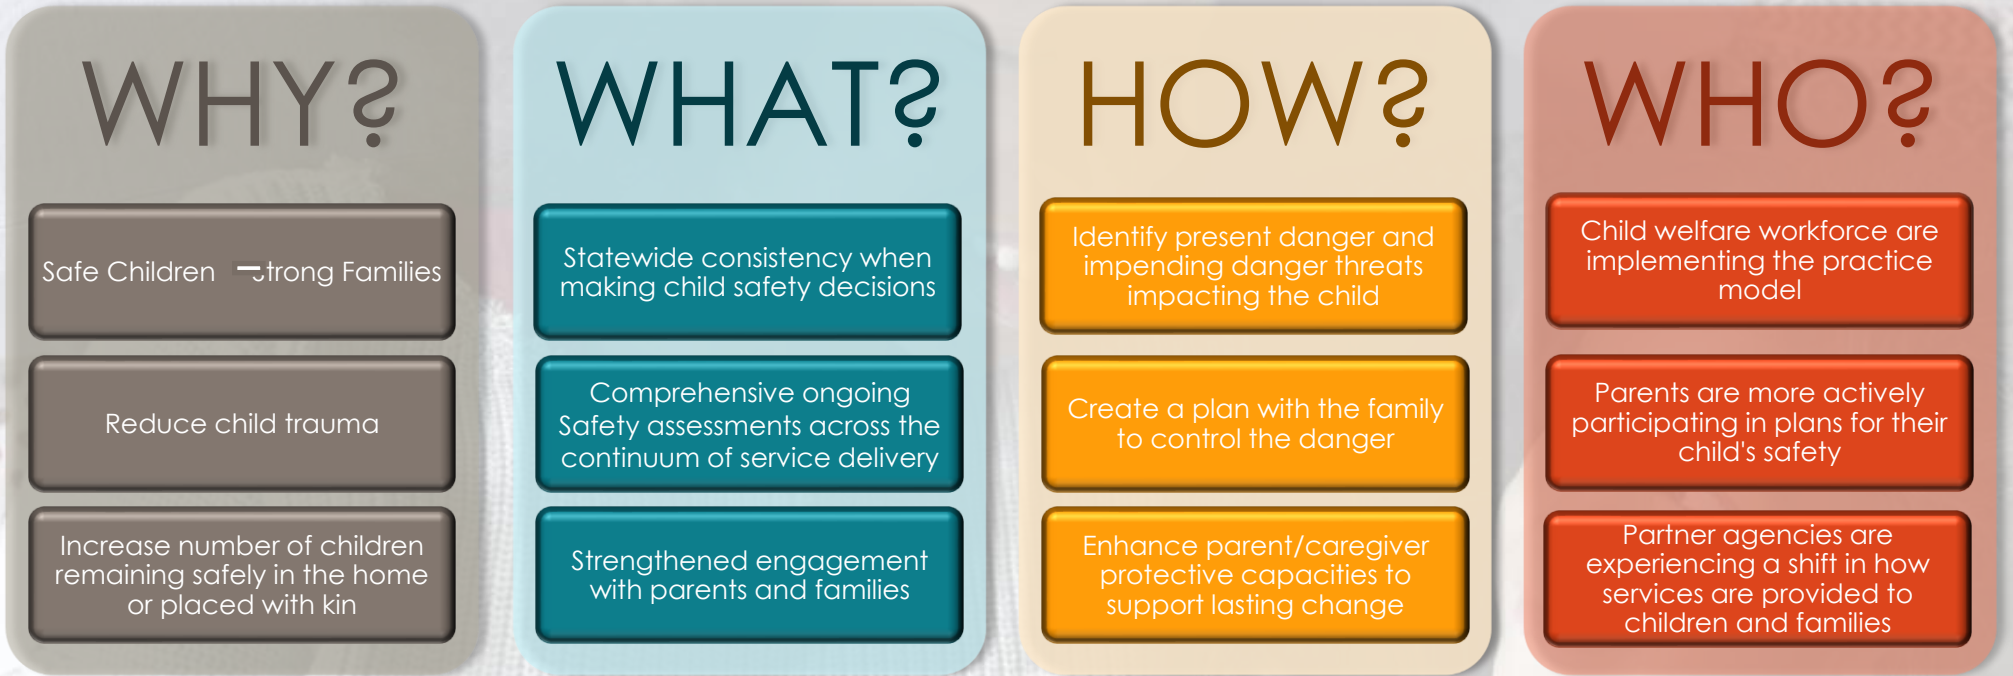 WHY?
Safe Children – Strong Families
Reduce child trauma
Increase number of children
remaining safely in the home
or placed with kin
WHAT?
Statewide consistency when
making child safety decisions
Comprehensive ongoing
Safety assessments across the
continuum of service delivery
Strengthened engagement
with parents and families
HOW?
Identify present danger and
impending danger threats
impacting the child
Create a plan with the family
to control the danger
Enhance parent/caregiver
protective capacities to
support lasting change
WHO?
Child welfare workforce are
implementing the practice
model
Parents are more actively
participating in plans for their
child's safety
Partner agencies are
experiencing a shift in how
services are provided to
children and families